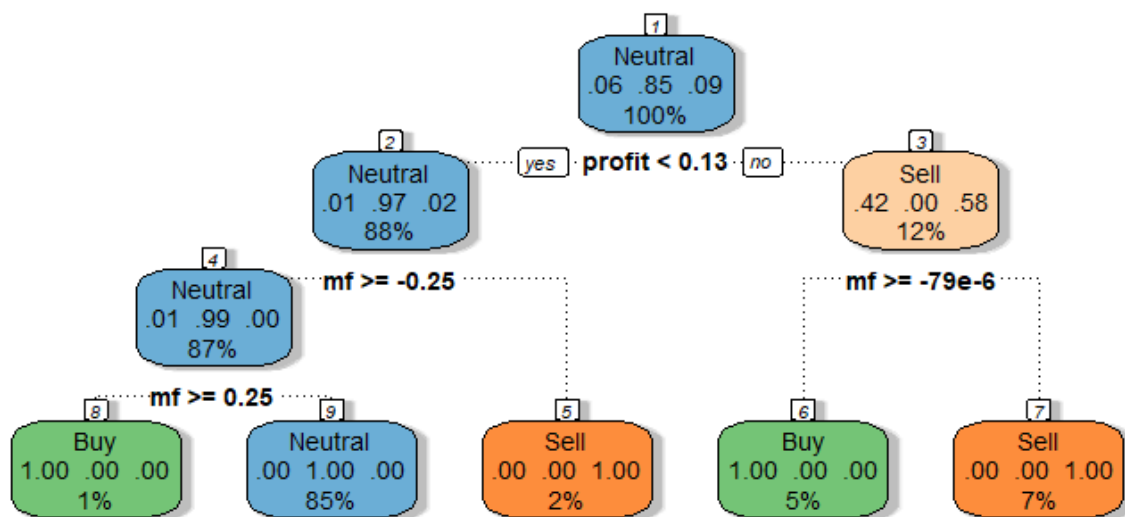 1
Neutral
.06 .85 .09
100%
yes profit < 0.13 no
2
Neutral
.01 .97 .02
88%
3
Sell
.42 .00 .58
12%
mf >= -0.25
mf >= -79e-6
4
Neutral
.01 .99 .00
87%
mf >= 0.25
8
Buy
1.00 .00 .00
1%
9
Neutral
.00 1.00 .00
85%
5
Sell
.00 .00 1.00
2%
6
Buy
1.00 .00 .00
5%
7
Sell
.00 .00 1.00
7%